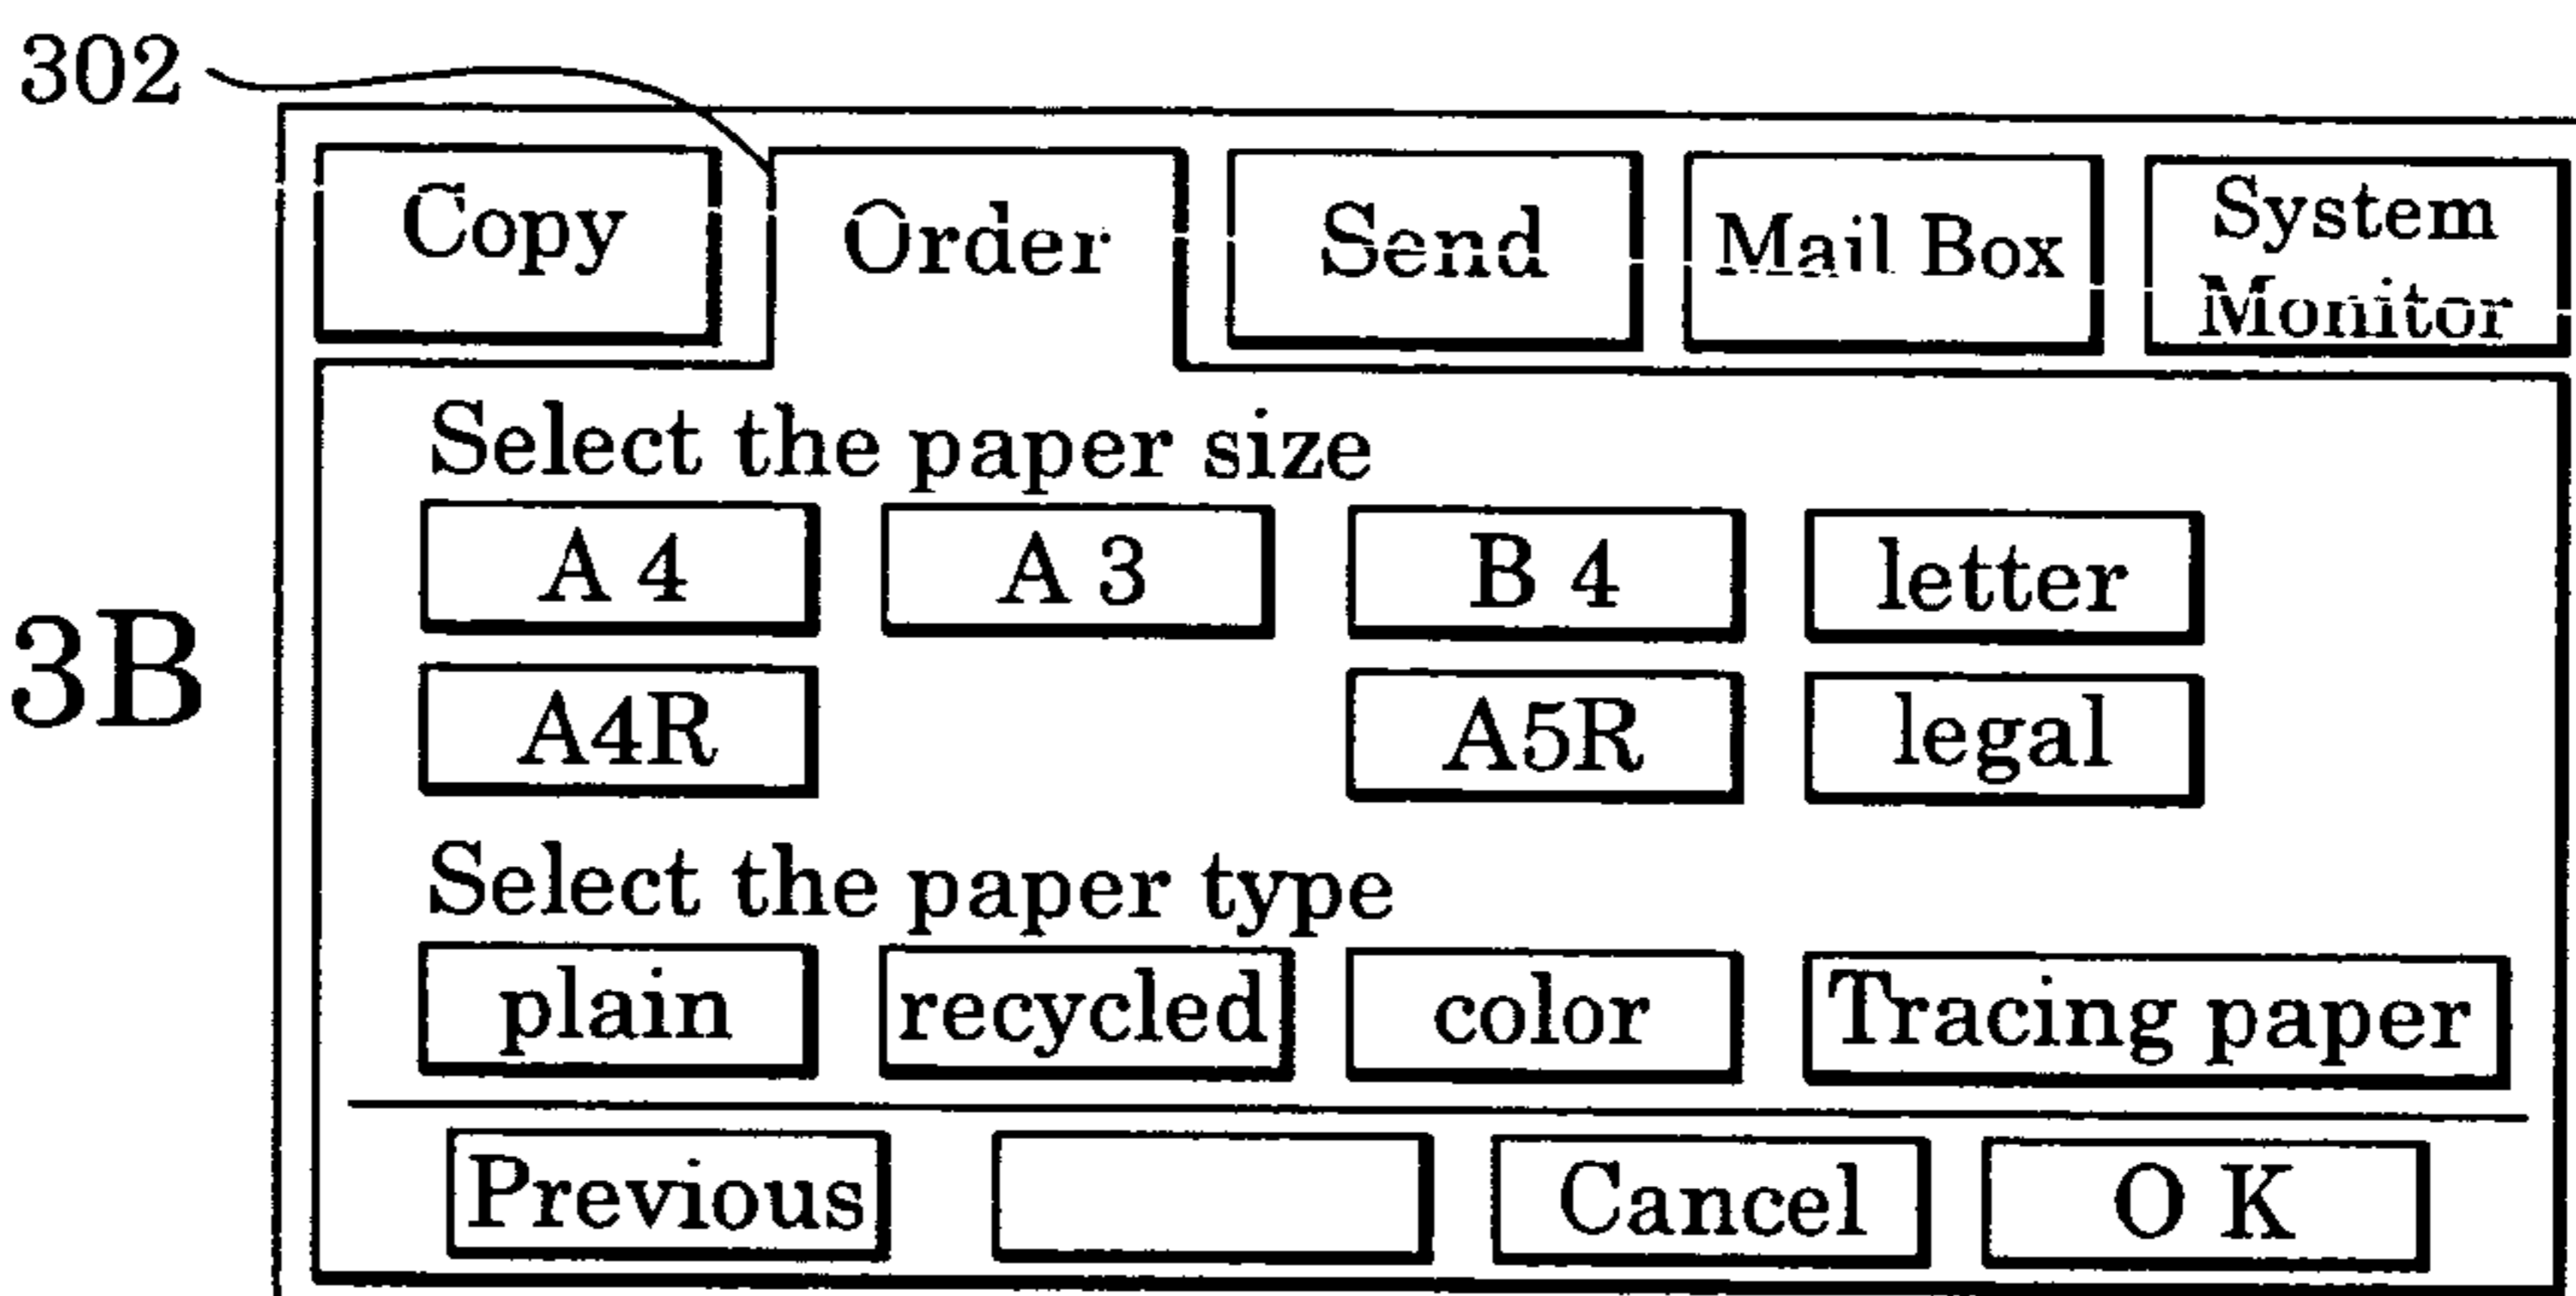 302
Copy Order Send Mail Box System Monitor
Select the paper size
A 4 A 3 B 4 letter
3B
A4R A5R legal
Select the paper type
plain recycled color Tracing paper
Previous Cancel O K